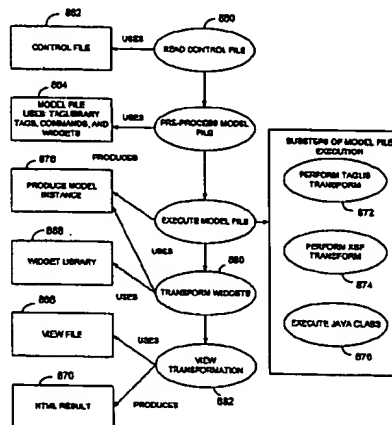 862
860
CONTROL FILE
USES
READ CONTROL FILE
864
MODEL FILE
USES TAGLIBRARY
TAGS, COMMANDS, AND
WIDGETS
USES
PRE-PROCESS MODEL
FILE
SUBSTEPS OF MODEL FILE
EXECUTION
PERFORM TAGLIB
TRANSFORM
872
PERFORM XSP
TRANSFORM
874
EXECUTE JAVA CLASS
876
878
PRODUCES
PRODUCE MODEL
INSTANCE
EXECUTE MODEL FILE
USES
868
WIDGET LIBRARY
880
TRANSFORM WIDGETS
USES
866
VIEW FILE
USES
VIEW
TRANSFORMATION
882
870
HTML RESULT
PRODUCES